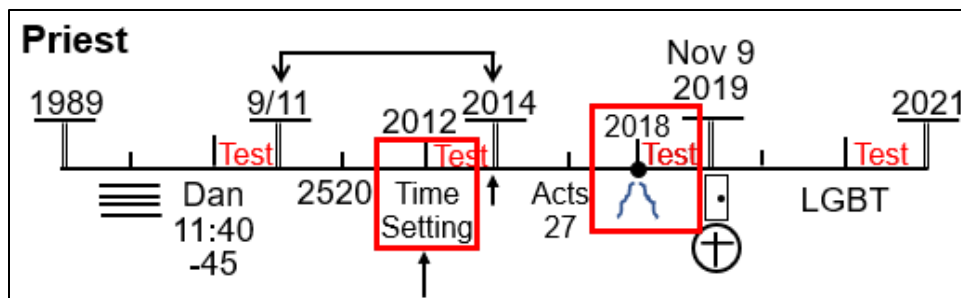 Priest
Nov 9
1989
9/11
2014
2019
2021
2012
2018
Test
Test
Test
Test
Dan
11:40
-45
2520
Time
Setting
Acts
27
LGBT